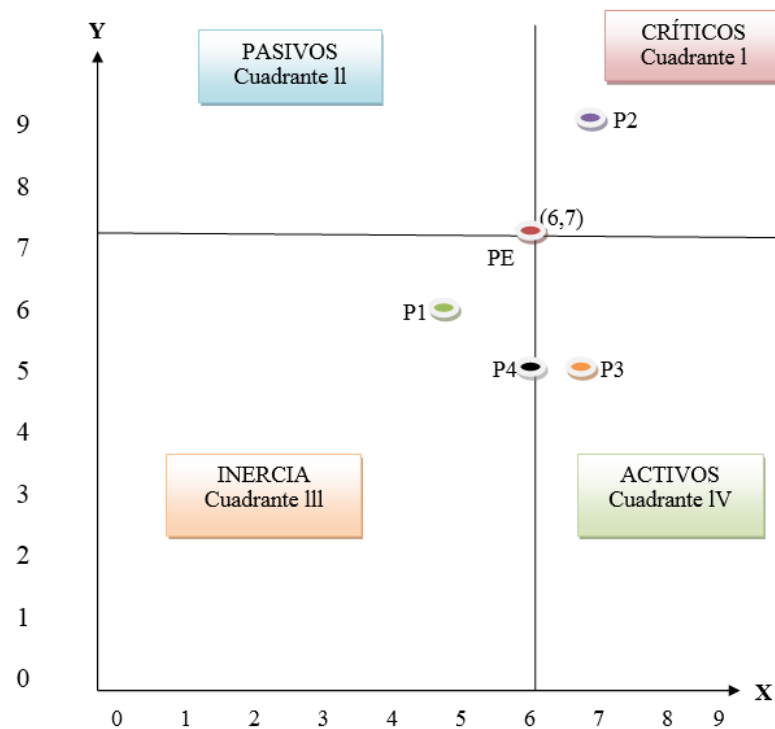 Y
PASIVOS
Cuadrante ll
CRÍTICOS
Cuadrante l
9
P2
8
(6,7)
7
PE
6
P1
5
P4
P3
4
INERCIA
Cuadrante lll
ACTIVOS
Cuadrante lV
3
2
1
0
X
0 1 2 3 4 5 6 7 8 9